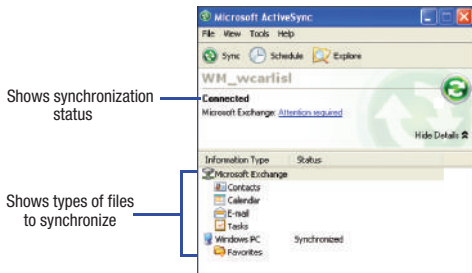 Microsoft ActiveSync
File View Tools Help
Sync Schedule Explore
WM_wcarlisl
Shows synchronization
status
Connected
Microsoft Exchange: Attention required
Hide Details
Information Type Status
Shows types of files
to synchronize
Microsoft Exchange
Contacts
Calendar
E-mail
Tasks
Windows PC Synchronized
Favorites